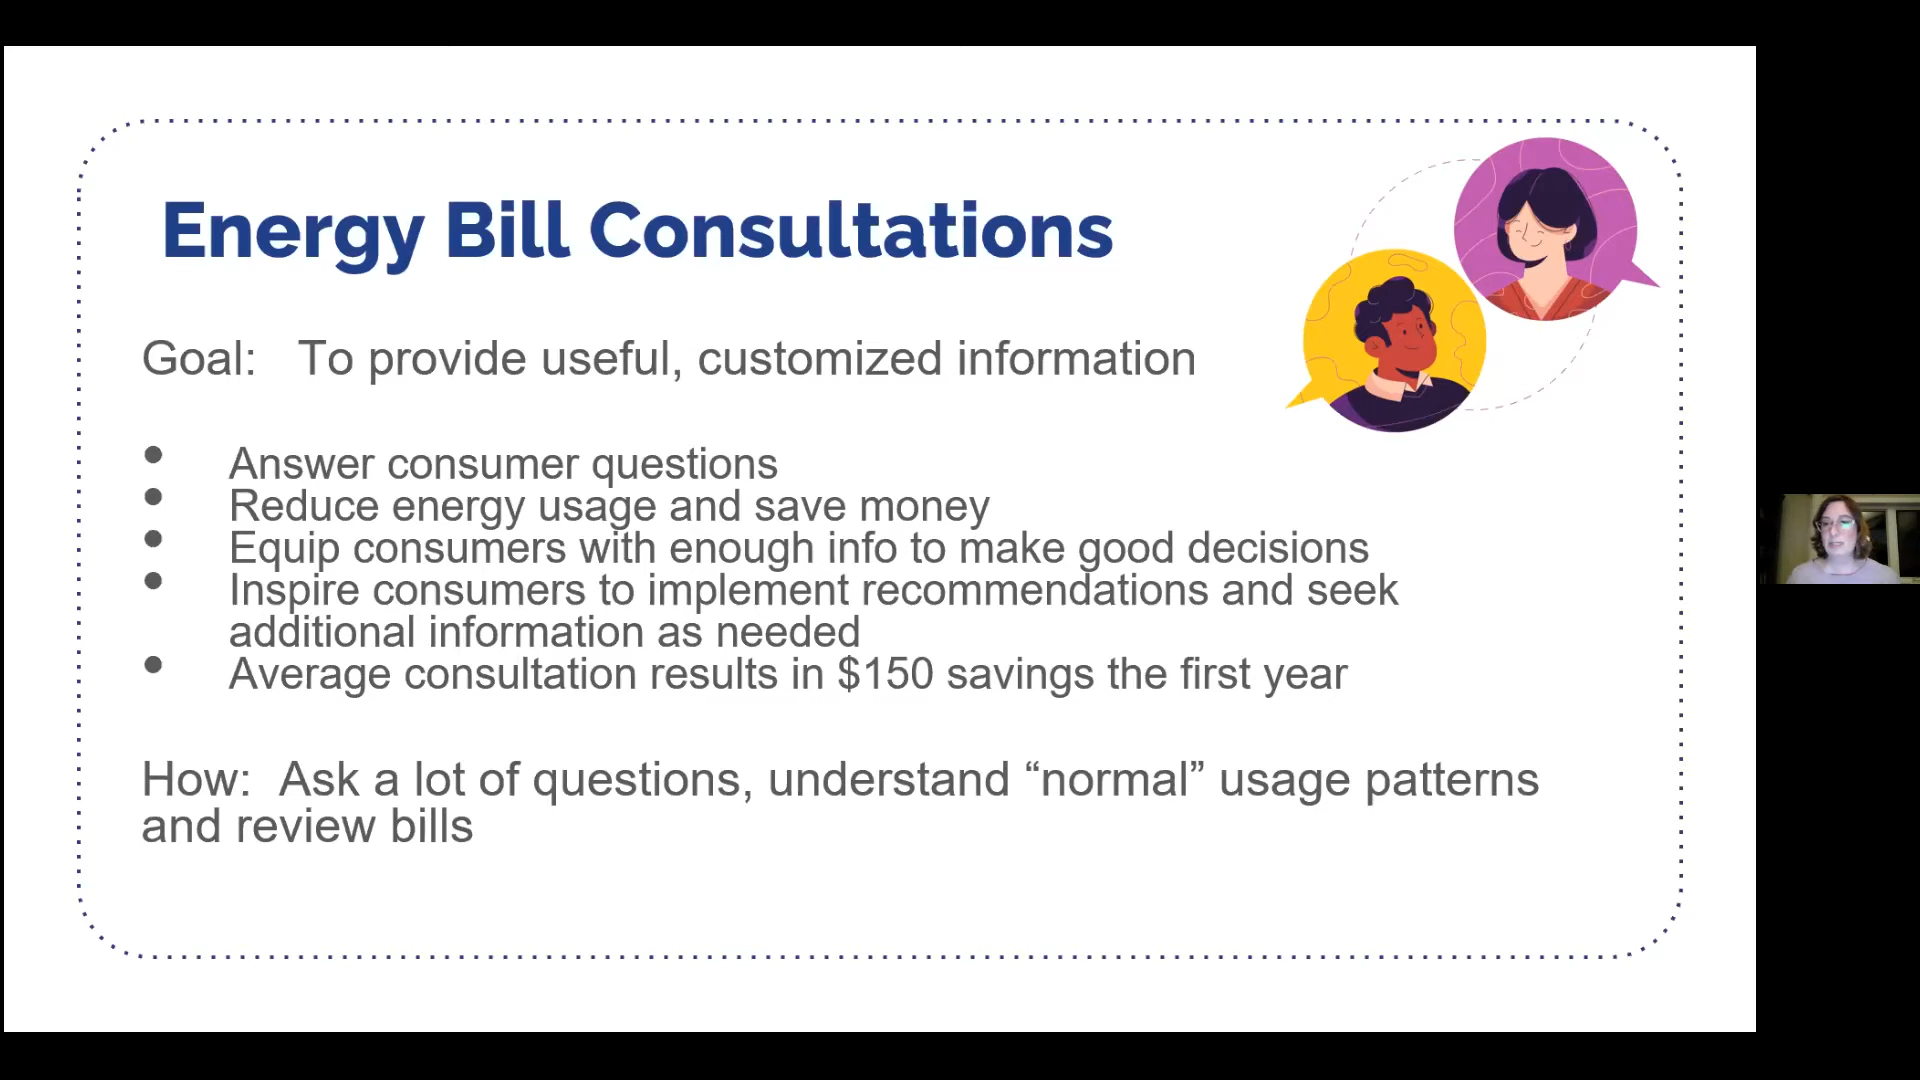 Energy Bill Consultations
Goal: To provide useful, customized information
• Answer consumer questions
• Reduce energy usage and save money
• Equip consumers with enough info to make good decisions
• Inspire consumers to implement recommendations and seek
additional information as needed
• Average consultation results in $150 savings the first year
How: Ask a lot of questions, understand “normal” usage patterns
and review bills